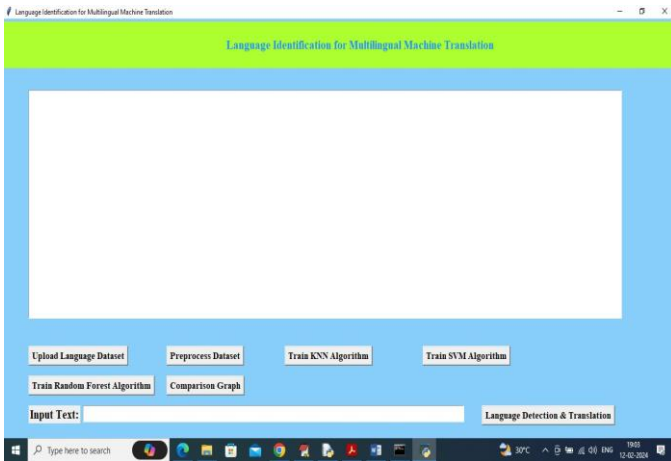 Language Identification for Multilingual Machine Translation
Language Identification for Multilingual Machine Translation
Upload Language Dataset Preprocess Dataset Train KNN Algorithm Train SVM Algorithm
Train Random Forest Algorithm Comparison Graph
Input Text: Language Detection & Translation
Type here to search 30°C ENG 19:03
12-02-2024